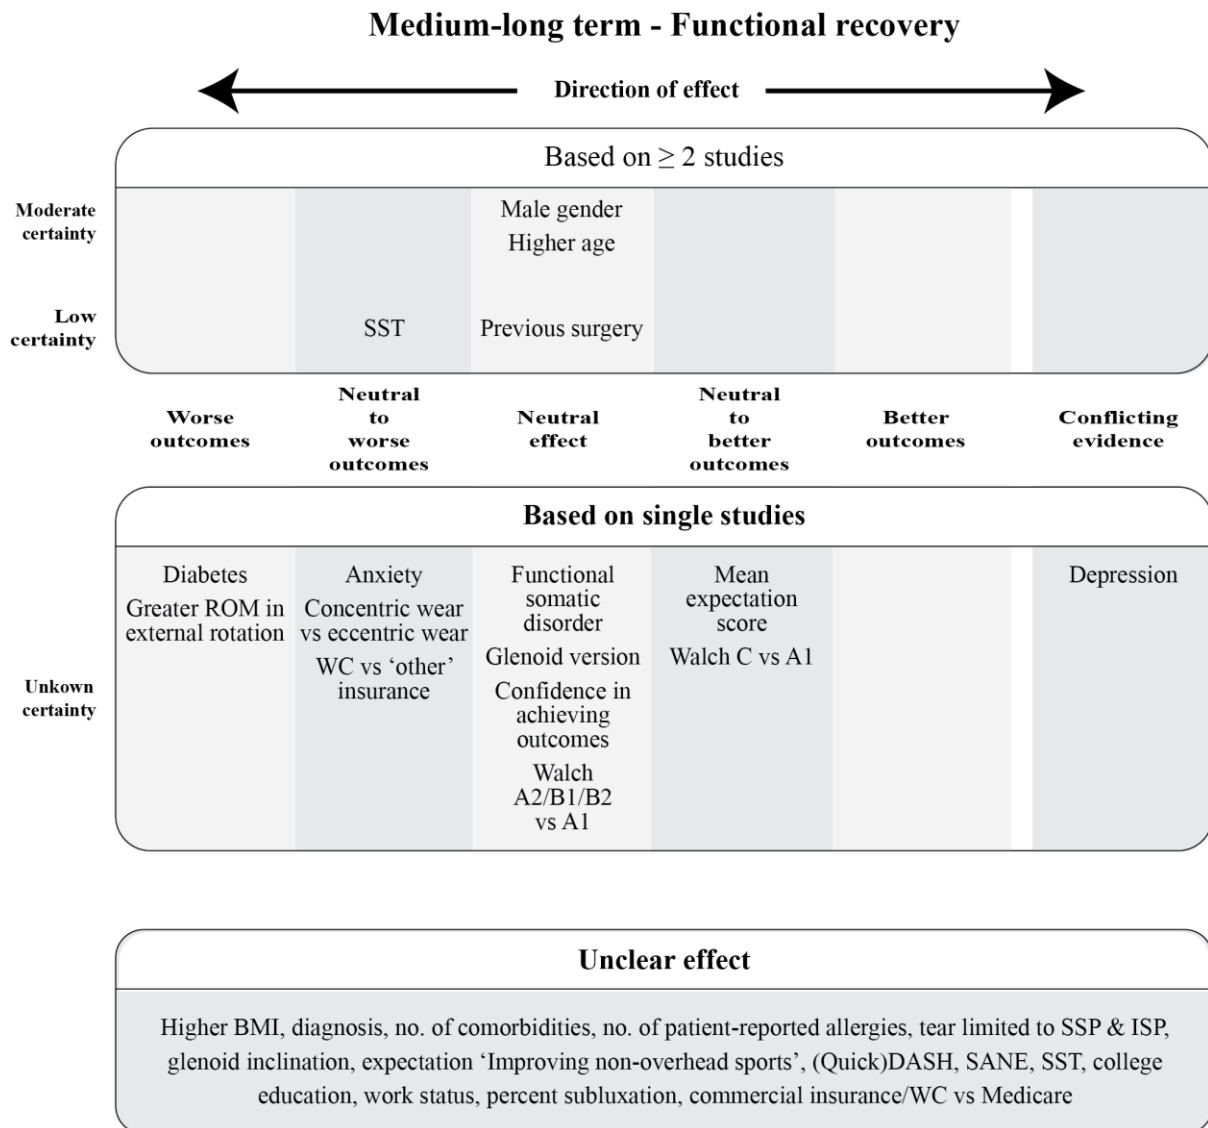 Medium-long term - Functional recovery
Direction of effect
Based on ≥ 2 studies
Moderate
certainty
Male gender
Higher age
Low
certainty
SST
Previous surgery
Worse
outcomes
Neutral
to
worse
outcomes
Neutral
effect
Neutral
to
better
outcomes
Better
outcomes
Conflicting
evidence
Based on single studies
Unkown
certainty
Diabetes
Greater ROM in
external rotation
Anxiety
Concentric wear
vs eccentric wear
WC vs ‘other’
insurance
Functional
somatic
disorder
Glenoid version
Confidence in
achieving
outcomes
Walch
A2/B1/B2
vs A1
Mean
expectation
score
Walch C vs A1
Depression
Unclear effect
Higher BMI, diagnosis, no. of comorbidities, no. of patient-reported allergies, tear limited to SSP & ISP,
glenoid inclination, expectation ‘Improving non-overhead sports’, (Quick)DASH, SANE, SST, college
education, work status, percent subluxation, commercial insurance/WC vs Medicare